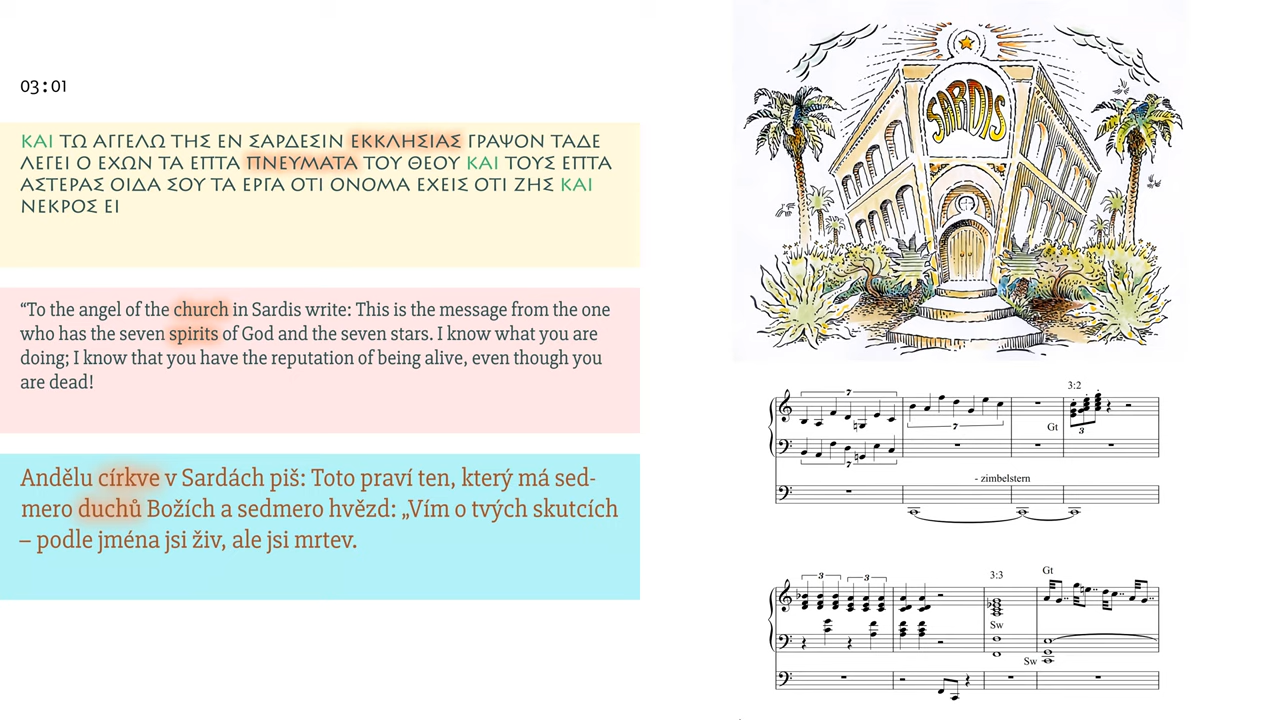 03:01
ΚΑΙ ΤΩ ΑΓΓΕΛΩ ΤΗΣ ΕΝ ΣΑΡΔΕΣΙΝ ΕΚΚΛΗΣΙΑΣ ΓΡΑΨΟΝ ΤΑΔΕ
ΛΕΓΕΙ Ο ΕΧΩΝ ΤΑ ΕΠΤΑ ΠΝΕΥΜΑΤΑ ΤΟΥ ΘΕΟΥ ΚΑΙ ΤΟΥΣ ΕΠΤΑ
ΑΣΤΕΡΑΣ ΟΙΔΑ ΣΟΥ ΤΑ ΕΡΓΑ ΟΤΙ ΟΝΟΜΑ ΕΧΕΙΣ ΟΤΙ ΖΗΣ ΚΑΙ
ΝΕΚΡΟΣ ΕΙ
“To the angel of the church in Sardis write: This is the message from the one
who has the seven spirits of God and the seven stars. I know what you are
doing; I know that you have the reputation of being alive, even though you
are dead!
Andělu církve v Sardách piš: Toto praví ten, který má sed-
mero duchů Božích a sedmero hvězd: „Vím o tvých skutcích
– podle jména jsi živ, ale jsi mrtev.
SARDIS
7
3:2
7
Gt
3
7
- zimbelstern
3 3
3:3
Gt
Sw
Sw